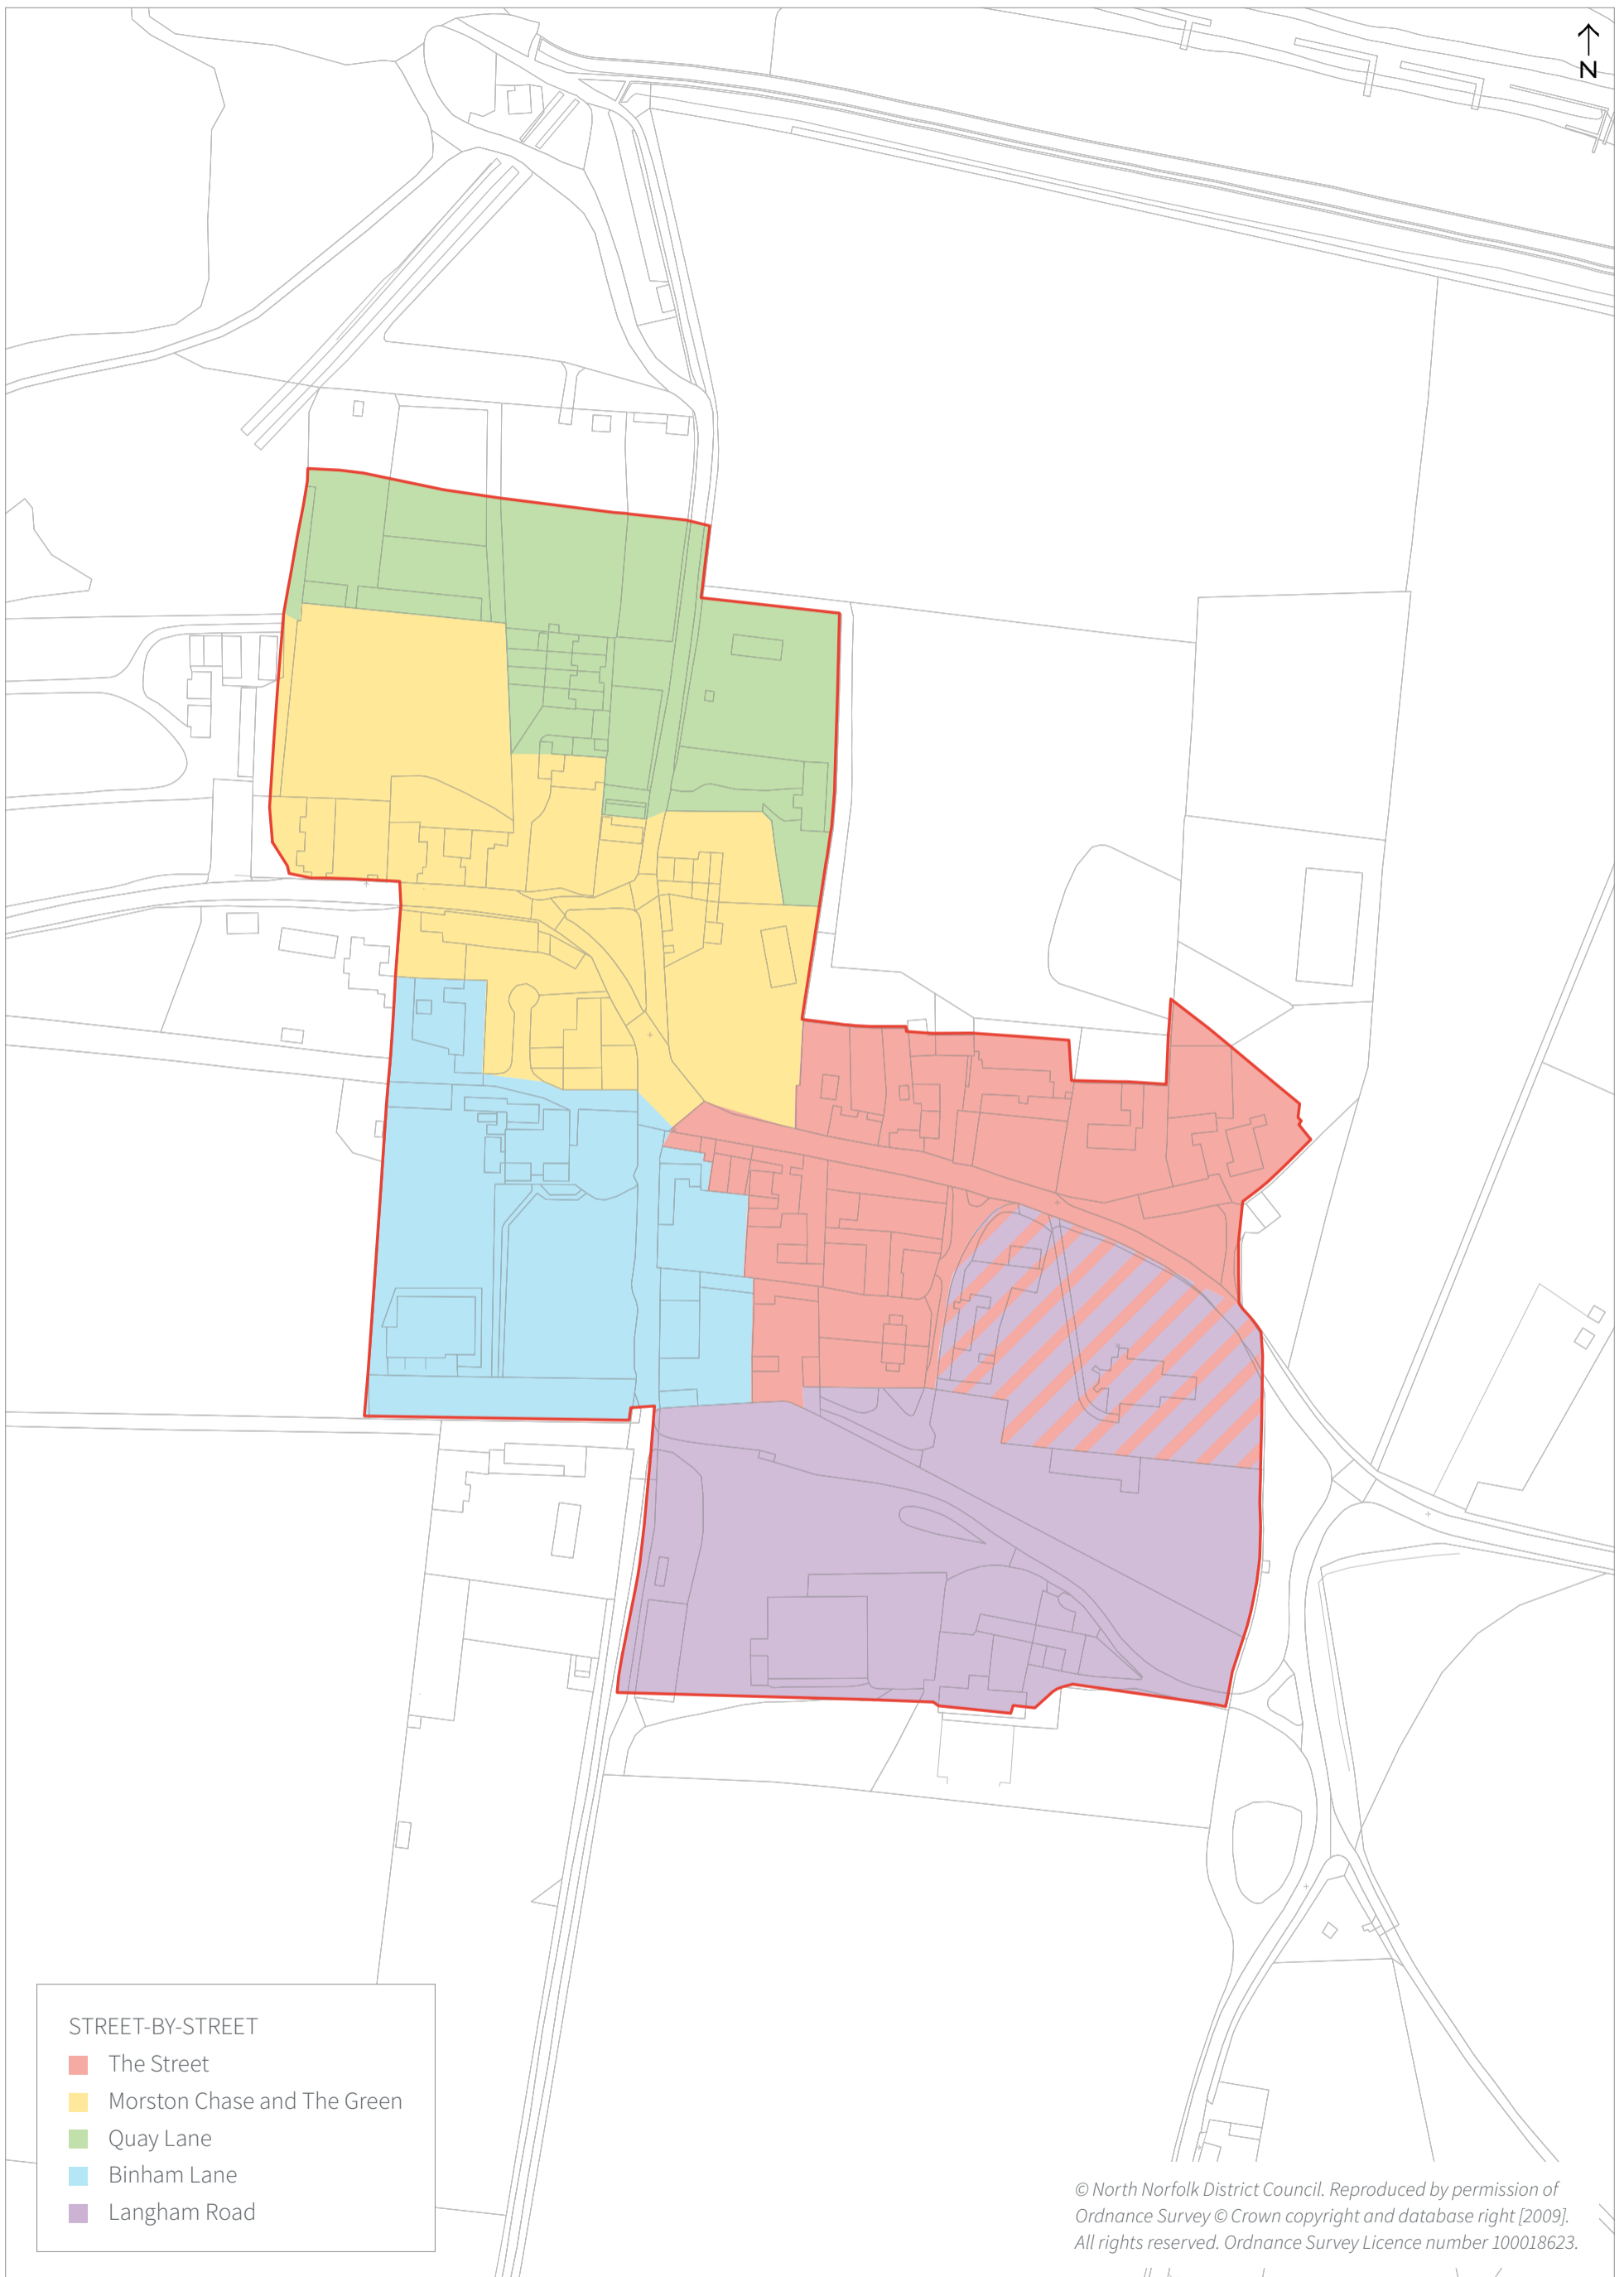 N
STREET-BY-STREET
The Street
Morston Chase and The Green
Quay Lane
Binham Lane
Langham Road
© North Norfolk District Council. Reproduced by permission of
Ordnance Survey © Crown copyright and database right [2009].
All rights reserved. Ordnance Survey Licence number 100018623.